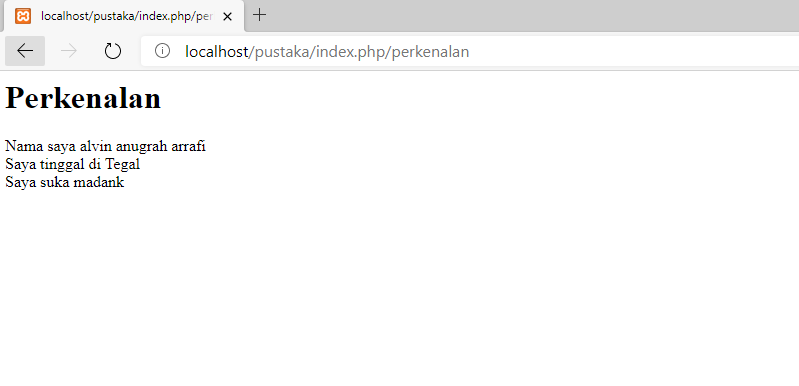 localhost/pustaka/index.php/per
localhost/pustaka/index.php/perkenalan
Perkenalan
Nama saya alvin anugrah arrafi
Saya tinggal di Tegal
Saya suka madank